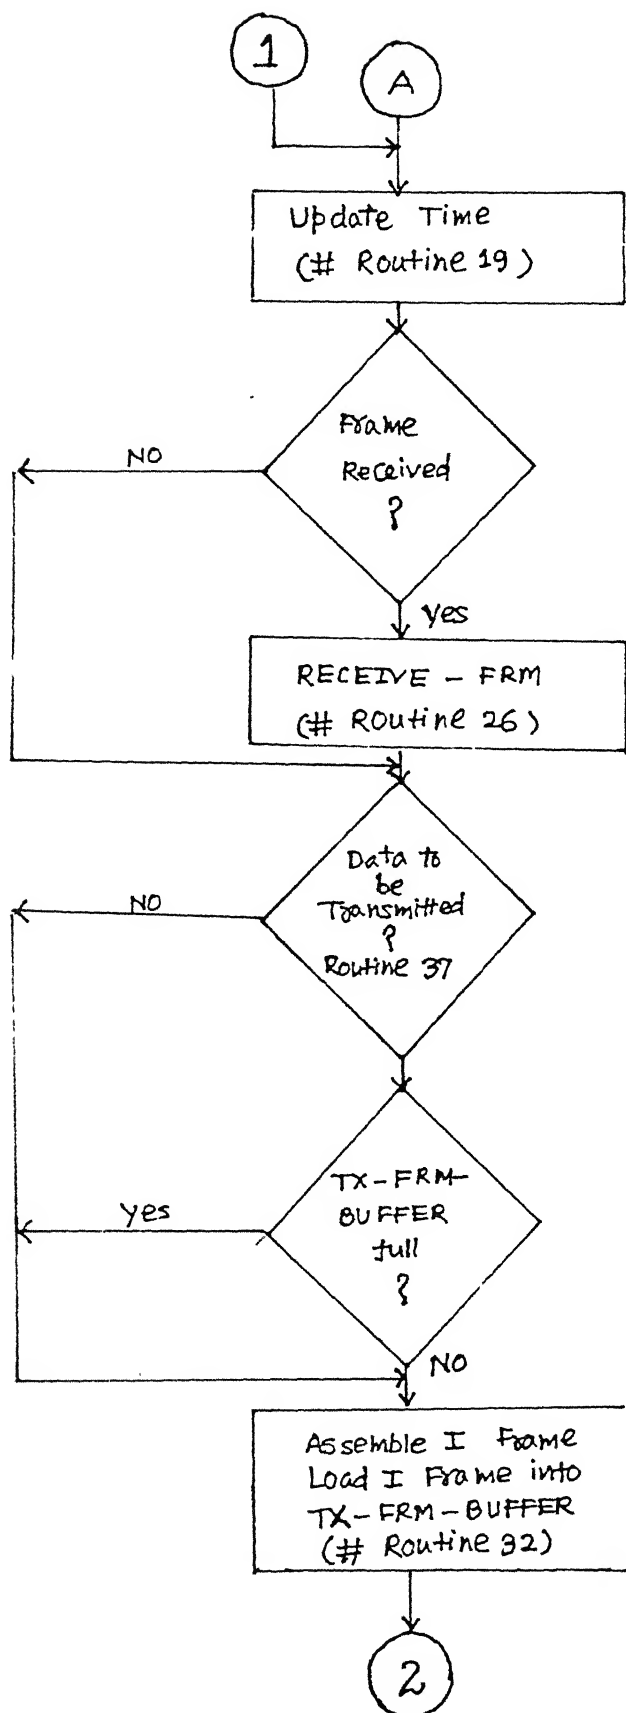 1
A
Update Time
(# Routine 19)
Frame
Received
?
NO
Yes
RECEIVE - FRM
(# Routine 26)
Data to
be
Transmitted
?
Routine 37
NO
TX-FRM-
BUFFER
full
?
Yes
NO
Assemble I Frame
Load I Frame into
TX-FRM-BUFFER
(# Routine 32)
2